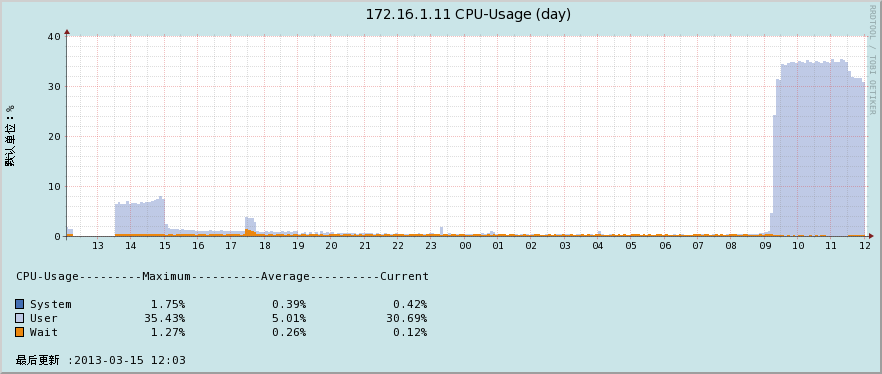 172.16.1.11 CPU-Usage (day)
RRDTOOL / TOBI OETIKER
默认单位：%
40
30
20
10
0
13 14 15 16 17 18 19 20 21 22 23 00 01 02 03 04 05 06 07 08 09 10 11 12
CPU-Usage---------Maximum----------Average----------Current
System 1.75% 0.39% 0.42%
User 35.43% 5.01% 30.69%
Wait 1.27% 0.26% 0.12%
最后更新 :2013-03-15 12:03